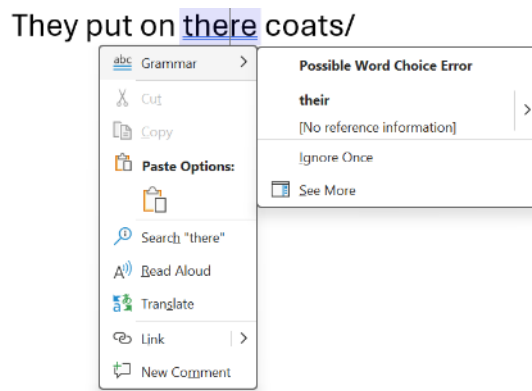 They put on there coats/
abc Grammar >
Cut
Copy
Paste Options:
Search "there"
A Read Aloud
Translate
Link >
New Comment
Possible Word Choice Error
their >
[No reference information]
Ignore Once
See More